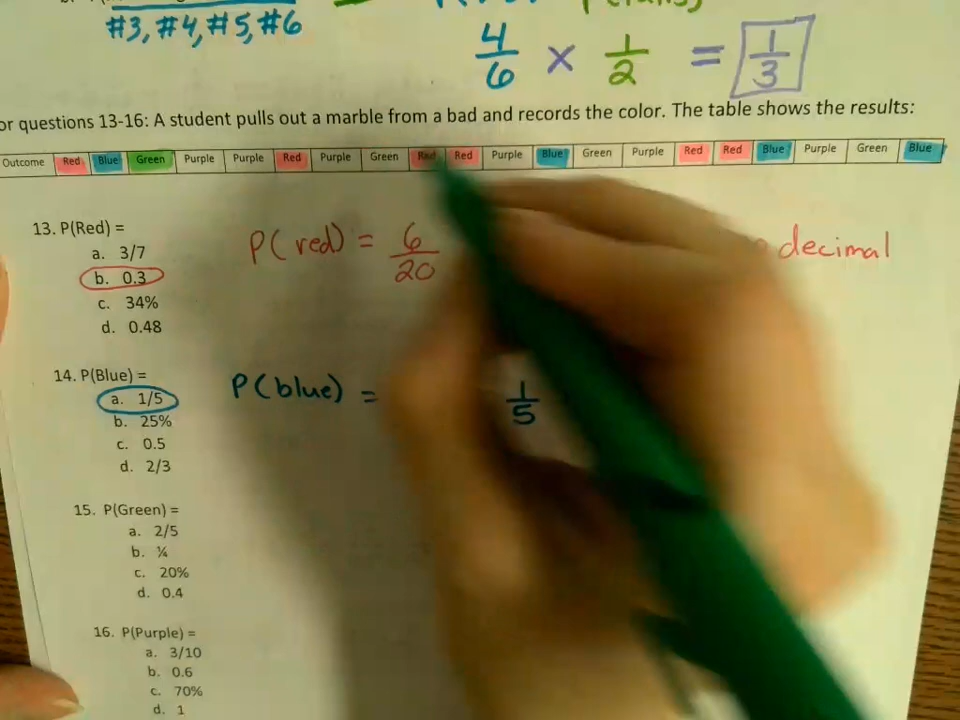 #3, #4, #5, #6
4/6 x 1/2 = 1/3
or questions 13-16: A student pulls out a marble from a bad and records the color. The table shows the results:
Outcome Red Blue Green Purple Purple Red Purple Green Red Red Purple Blue Green Purple Red Red Blue Purple Green Blue
13. P(Red) =
a. 3/7
b. 0.3
c. 34%
d. 0.48
P(red) = 6/20
decimal
14. P(Blue) =
a. 1/5
b. 25%
c. 0.5
d. 2/3
P(blue) =
1/5
15. P(Green) =
a. 2/5
b. ¼
c. 20%
d. 0.4
16. P(Purple) =
a. 3/10
b. 0.6
c. 70%
d. 1